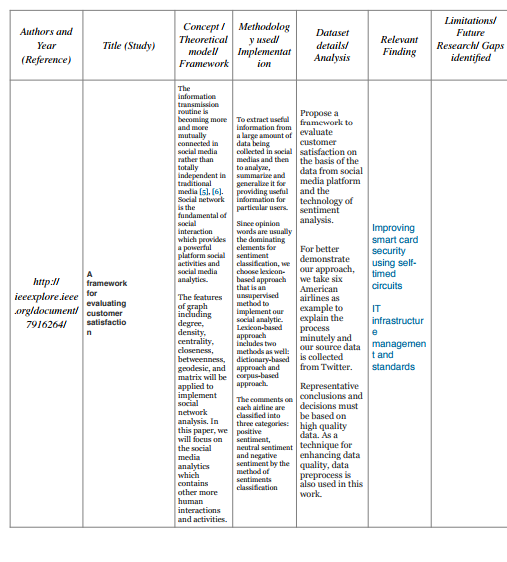 Authors and
Year
(Reference)
Title (Study)
Concept /
Theoretical
model/
Framework
Methodolog
y used/
Implementat
ion
Dataset
details/
Analysis
Relevant
Finding
Limitations/
Future
Research/ Gaps
identified
http://
ieeexplore.ieee
.org/document/
7916264/
A
framework
for
evaluating
customer
satisfactio
n
The
information
transmission
routine is
becoming more
and more
mutually
connected in
social media
rather than
totally
independent in
traditional
media [5], [6].
Social network
is the
fundamental of
social
interaction
which provides
a powerful
platform social
activities and
social media
analytics.
The features
of graph
including
degree,
density,
centrality,
closeness,
betweenness,
geodesic, and
matrix will be
applied to
implement
social
network
analysis. In
this paper, we
will focus on
the social
media
analytics
which
contains
other more
human
interactions
and activities.
To extract useful
information from
a large amount of
data being
collected in social
medias and then
to analyze,
summarize and
generalize it for
providing useful
information for
particular users.
Since opinion
words are usually
the dominating
elements for
sentiment
classification, we
choose lexicon-
based approach
that is an
unsupervised
method to
implement our
social analytic.
Lexicon-based
approach
includes two
methods as well:
dictionary-based
approach and
corpus-based
approach.
The comments on
each airline are
classified into
three categories:
positive
sentiment,
neutral sentiment
and negative
sentiment by the
method of
sentiments
classification
Propose a
framework to
evaluate
customer
satisfaction on
the basis of the
data from social
media platform
and the
technology of
sentiment
analysis.
For better
demonstrate
our approach,
we take six
American
airlines as
example to
explain the
process
minutely and
our source data
is collected
from Twitter.
Representative
conclusions and
decisions must
be based on
high quality
data. As a
technique for
enhancing data
quality, data
preprocess is
also used in this
work.
Improving
smart card
security
using self-
timed
circuits
IT
infrastructur
e
managemen
t and
standards